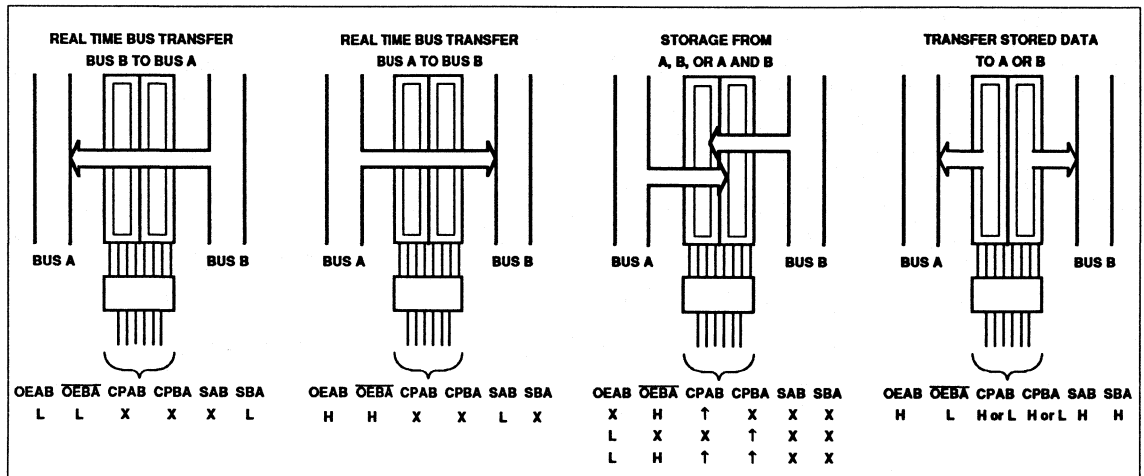 REAL TIME BUS TRANSFER
BUS B TO BUS A
BUS A
BUS B
OEAB OEBA CPAB CPBA SAB SBA
L L X X X L
REAL TIME BUS TRANSFER
BUS A TO BUS B
BUS A
BUS B
OEAB OEBA CPAB CPBA SAB SBA
H H X X L X
STORAGE FROM
A, B, OR A AND B
BUS A
BUS B
OEAB OEBA CPAB CPBA SAB SBA
X H ↑ X X X
L X X ↑ X X
L H ↑ ↑ X X
TRANSFER STORED DATA
TO A OR B
BUS A
BUS B
OEAB OEBA CPAB CPBA SAB SBA
H L H or L H or L H H